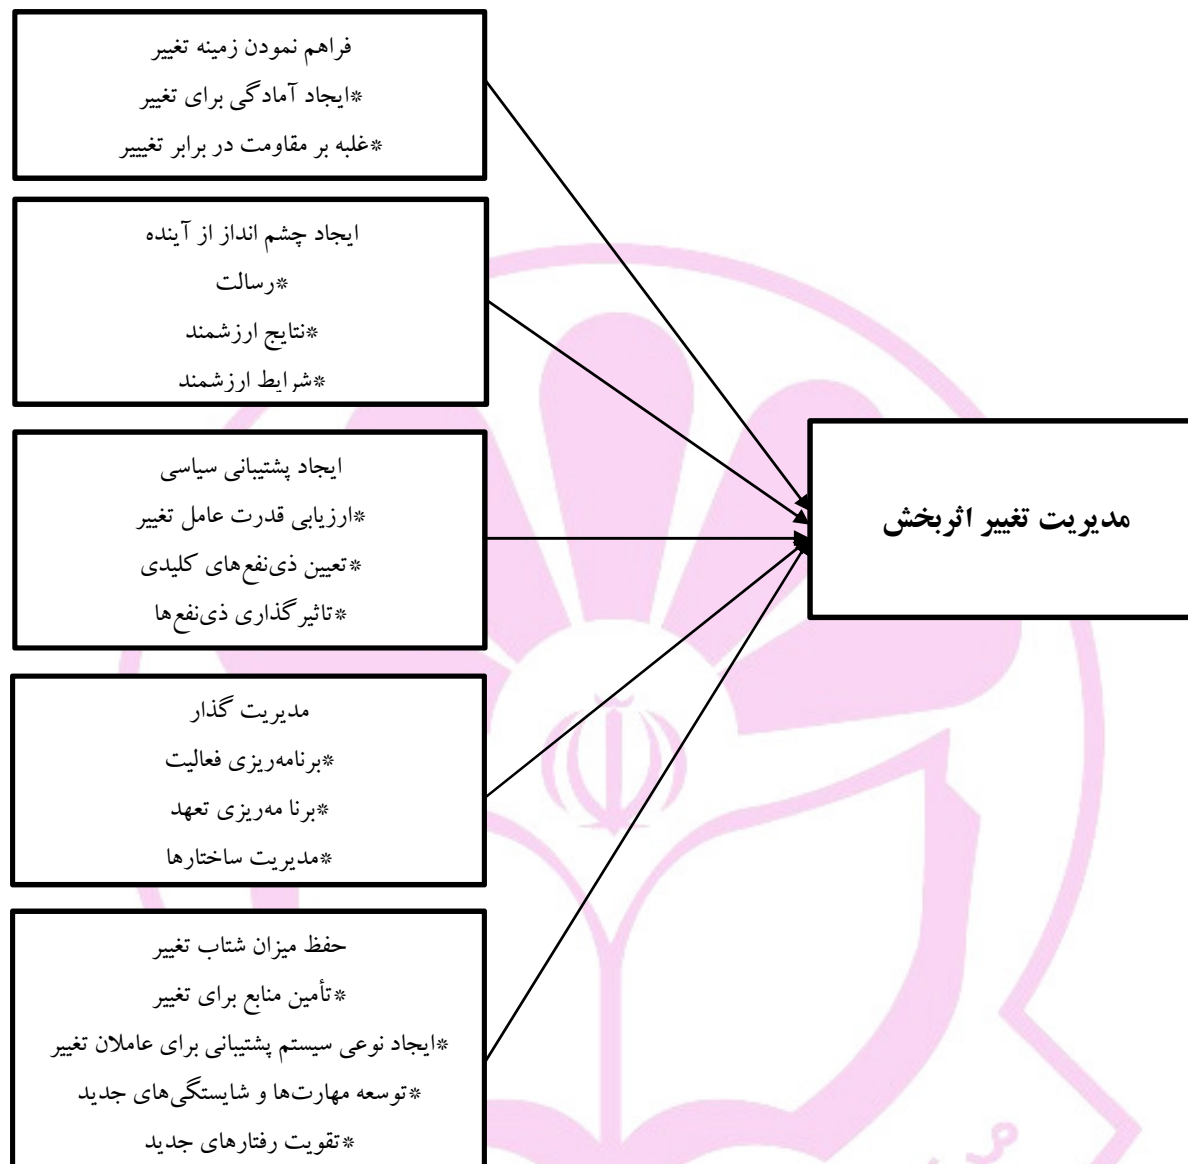 فراهم نمودن زمینه تغییر
*ایجاد آمادگی برای تغییر
*غلبه بر مقاومت در برابر تغیییر
ایجاد چشم انداز از آینده
*رسالت
*نتایج ارزشمند
*شرایط ارزشمند
ایجاد پشتیبانی سیاسی
*ارزیابی قدرت عامل تغییر
*تعیین ذی‌نفع‌های کلیدی
*تاثیرگذاری ذی‌نفع‌ها
مدیریت تغییر اثربخش
مدیریت گذار
*برنامه‌ریزی فعالیت
*برنا مه‌ریزی تعهد
*مدیریت ساختارها
حفظ میزان شتاب تغییر
*تأمین منابع برای تغییر
*ایجاد نوعی سیستم پشتیبانی برای عاملان تغییر
*توسعه مهارت‌ها و شایستگی‌های جدید
*تقویت رفتارهای جدید